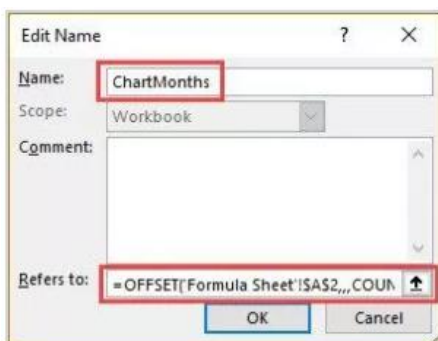 Edit Name ? ×
Name: ChartMonths
Scope: Workbook
Comment:
Refers to: =OFFSET('Formula Sheet'!$A$2,,,COUN
OK Cancel